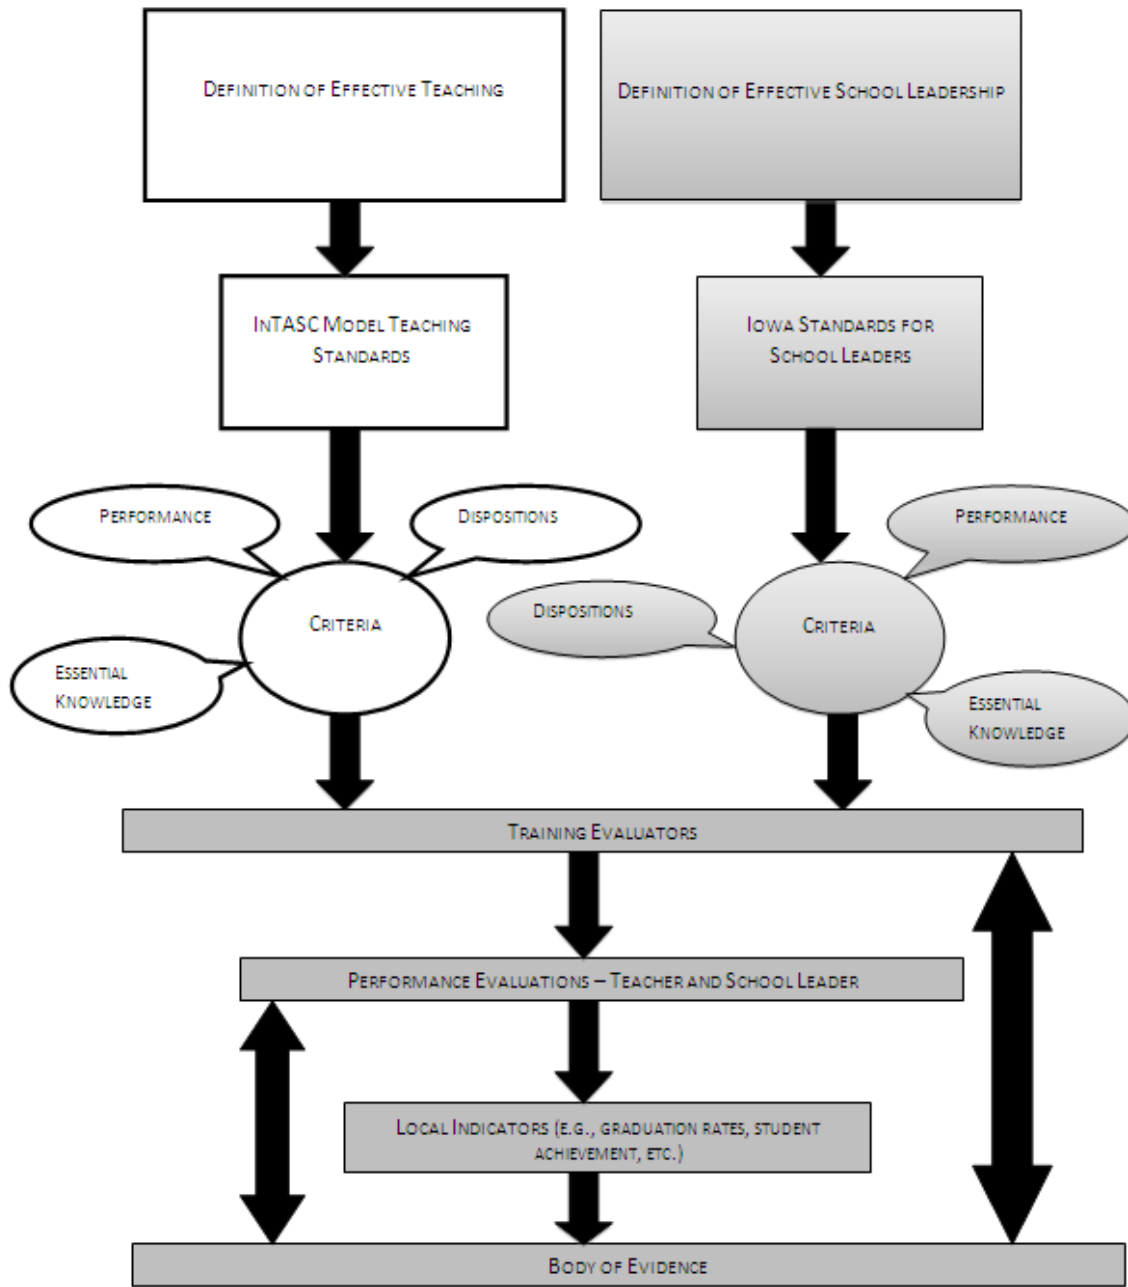 Definition of Effective Teaching
Definition of Effective School Leadership
InTASC Model Teaching
Standards
Iowa Standards for
School Leaders
Performance
Dispositions
Criteria
Essential
Knowledge
Performance
Dispositions
Criteria
Essential
Knowledge
Training Evaluators
Performance Evaluations – Teacher and School Leader
Local Indicators (e.g., graduation rates, student
achievement, etc.)
Body of Evidence